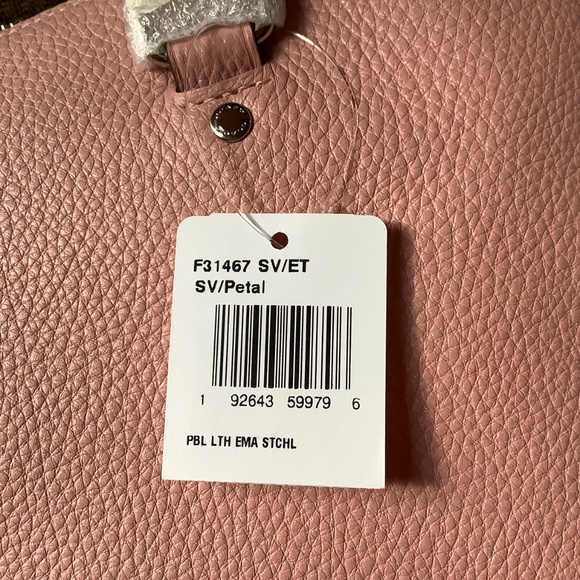 F31467 SV/ET
SV/Petal
1 92643 59979 6
PBL LTH EMA STCHL